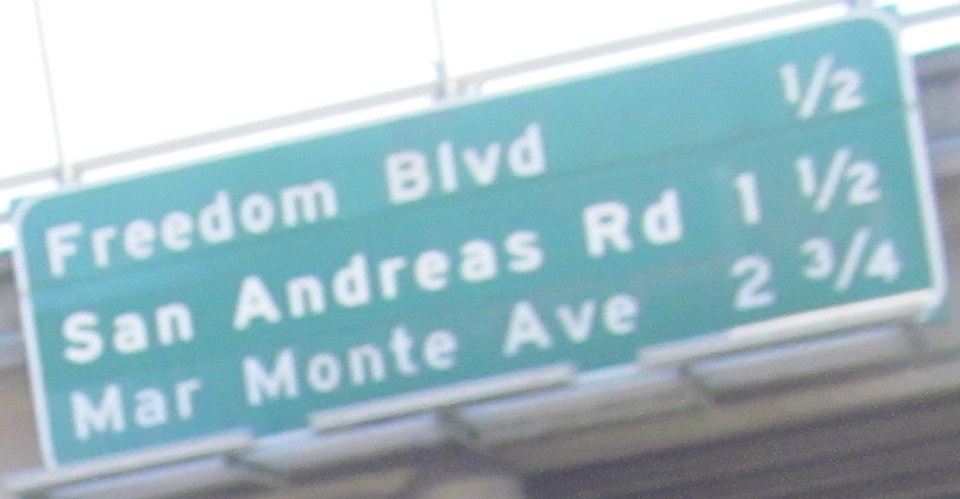 Freedom Blvd 1/2
San Andreas Rd 1 1/2
Mar Monte Ave 2 3/4